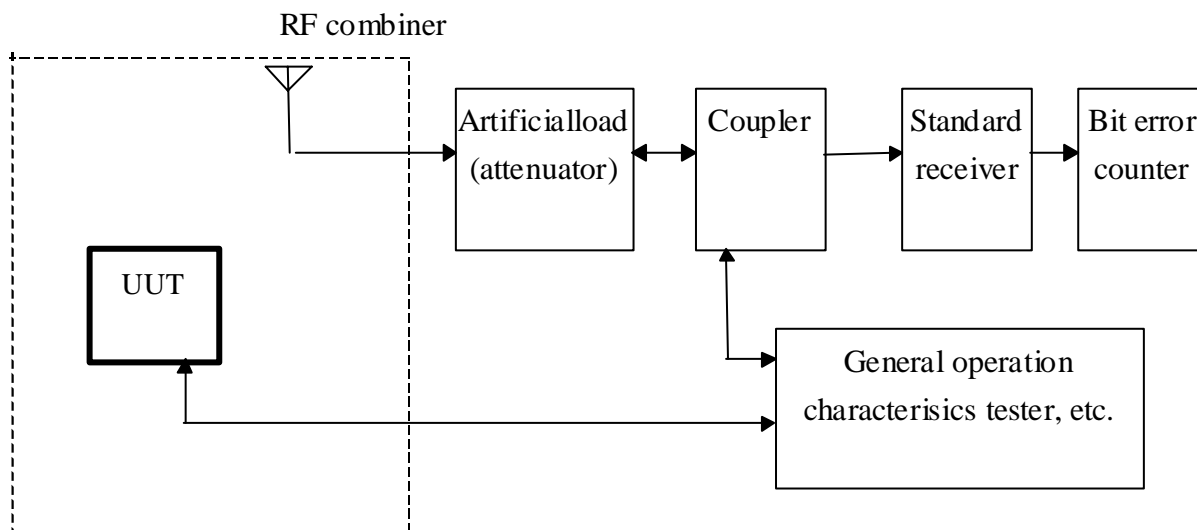 RF combiner
Artificialload
(attenuator)
Coupler
Standard
receiver
Bit error
counter
UUT
General operation
characterisics tester, etc.